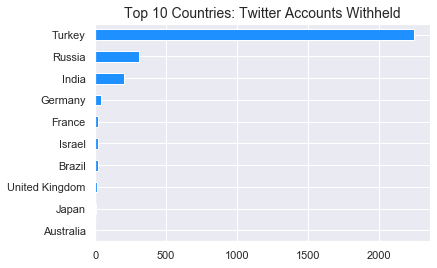 Top 10 Countries: Twitter Accounts Withheld
Turkey
Russia
India
Germany
France
Israel
Brazil
United Kingdom
Japan
Australia
0 500 1000 1500 2000